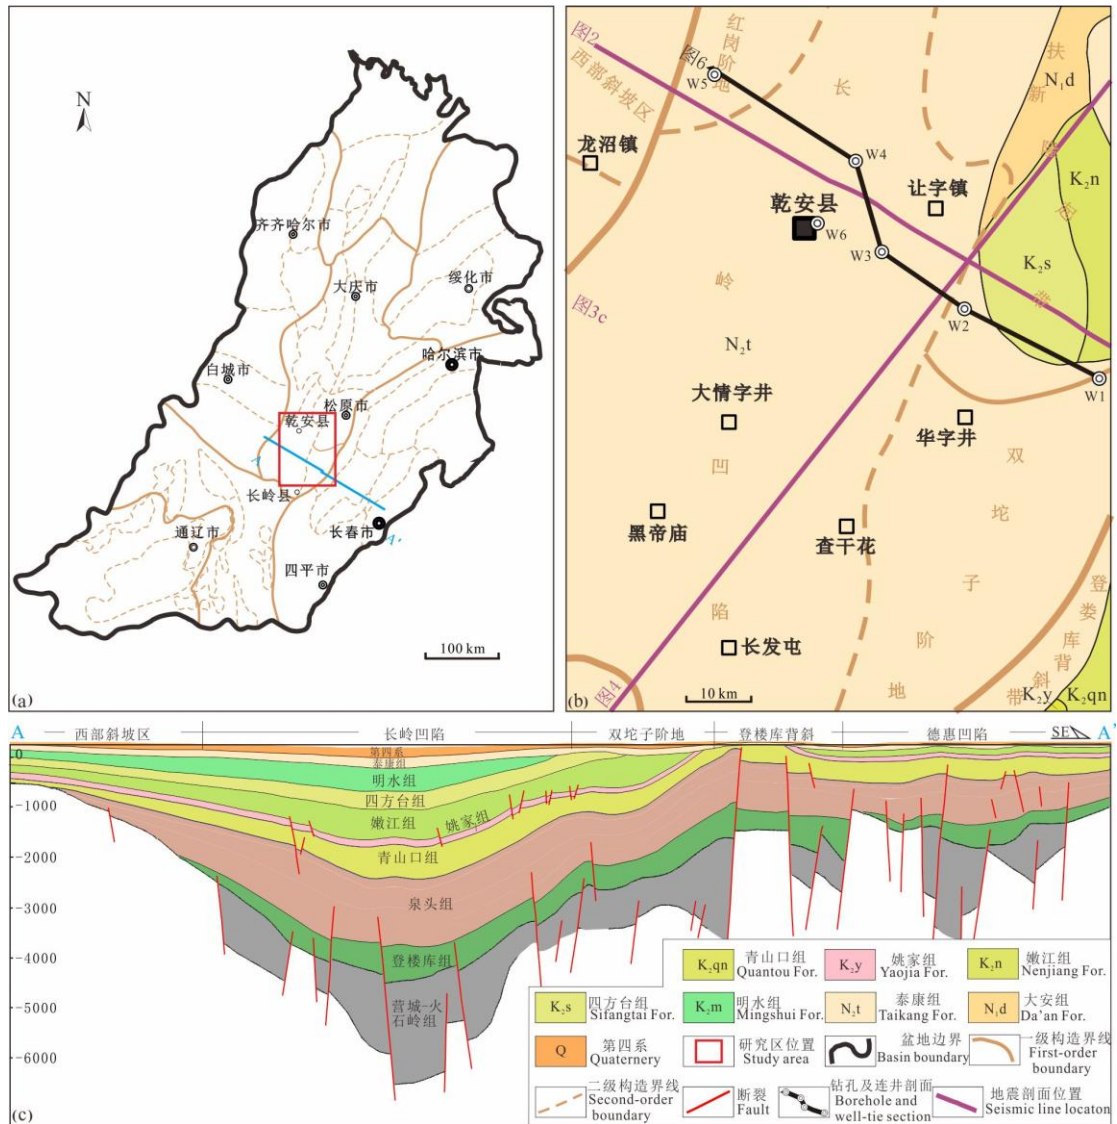 N
齐齐哈尔市
绥化市
大庆市
哈尔滨市
白城市
松原市
乾安县
A
长岭县
通辽市
长春市
A'
四平市
100 km
(a)
图2
红岗阶地
图6
W5
西部斜坡区
长
扶
新
隆
起
带
N₁d
龙沼镇
W4
让字镇
K₂n
乾安县
W6
W3
K₂s
图3c
岭
W2
N₂t
W1
大情字井
华字井
凹
双
黑帝庙
查干花
坨
子
登
娄
库
背
斜
带
陷
长发屯
阶
地
图4
10 km
K₂y
K₂qn
(b)
A
西部斜坡区
长岭凹陷
双坨子阶地
登楼库背斜
德惠凹陷
SE
A'
0
-1000
-2000
-3000
-4000
-5000
-6000
第四系
泰康组
明水组
四方台组
嫩江组
姚家组
青山口组
泉头组
登楼库组
营城-火
石岭组
(c)
K₂qn
青山口组
Quantou For.
K₂y
姚家组
Yaojia For.
K₂n
嫩江组
Nenjiang For.
K₂s
四方台组
Sifangtai For.
K₂m
明水组
Mingshui For.
N₂t
泰康组
Taikang For.
N₁d
大安组
Da'an For.
Q
第四系
Quaternery
研究区位置
Study area
盆地边界
Basin boundary
一级构造界线
First-order
boundary
二级构造界线
Second-order
boundary
断裂
Fault
钻孔及连井剖面
Borehole and
well-tie section
地震剖面位置
Seismic line locaton